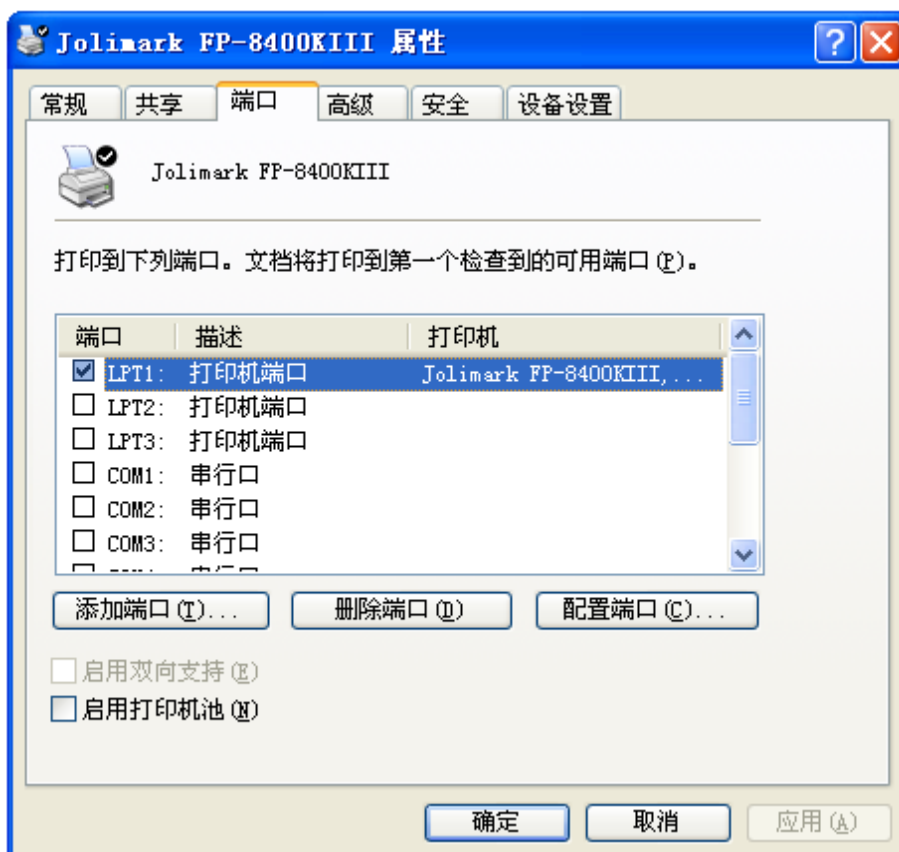 Jolimark FP-8400KIII 属性
常规 共享 端口 高级 安全 设备设置
Jolimark FP-8400KIII
打印到下列端口。文档将打印到第一个检查到的可用端口(P)。
端口 描述 打印机
LPT1: 打印机端口 Jolimark FP-8400KIII,...
LPT2: 打印机端口
LPT3: 打印机端口
COM1: 串行口
COM2: 串行口
COM3: 串行口
串行口
添加端口(T)... 删除端口(D) 配置端口(C)...
启用双向支持(E)
启用打印机池(N)
确定 取消 应用(A)